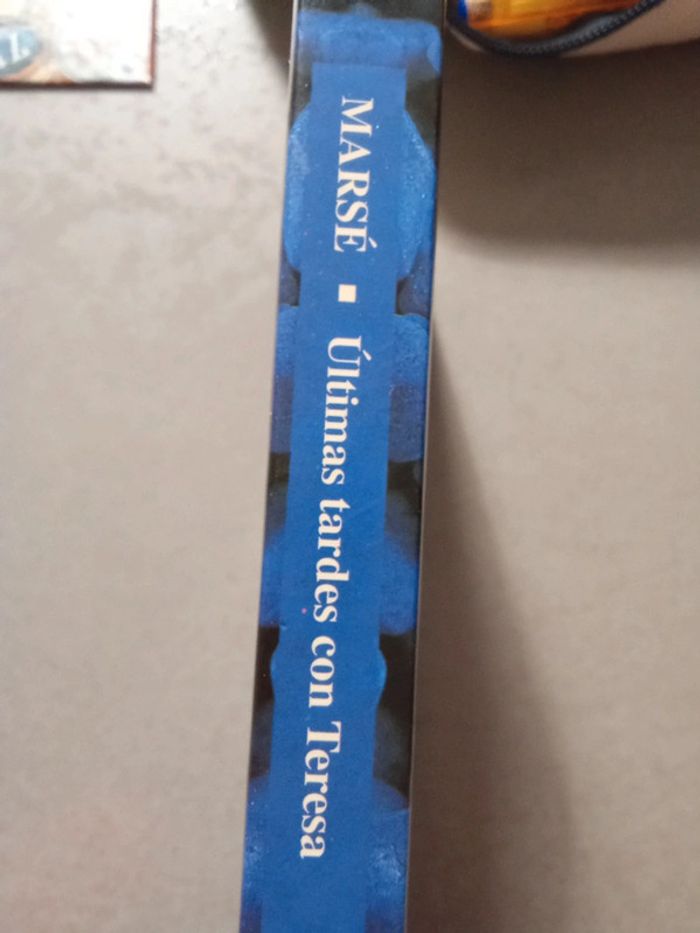 MARSÉ ▪ Últimas tardes con Teresa